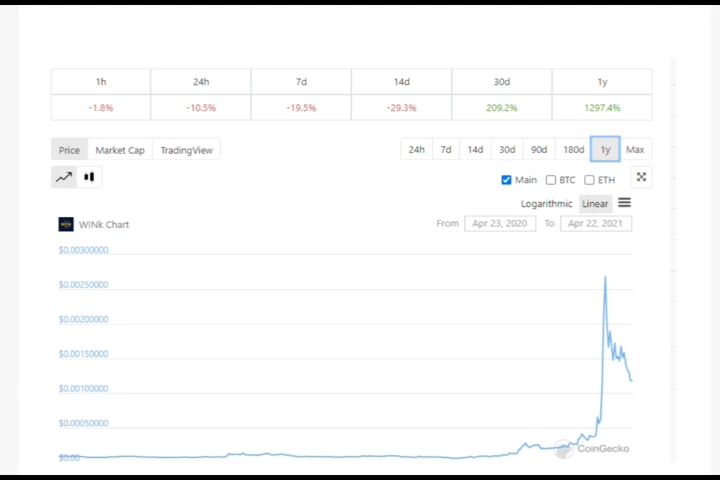 1h 24h 7d 14d 30d 1y
-1.8% -10.5% -19.5% -29.3% 209.2% 1297.4%
Price Market Cap TradingView 24h 7d 14d 30d 90d 180d 1y Max
Main BTC ETH
Logarithmic Linear
WINk Chart From Apr 23, 2020 To Apr 22, 2021
$0.00300000
$0.00250000
$0.00200000
$0.00150000
$0.00100000
$0.00050000
$0.00
CoinGecko